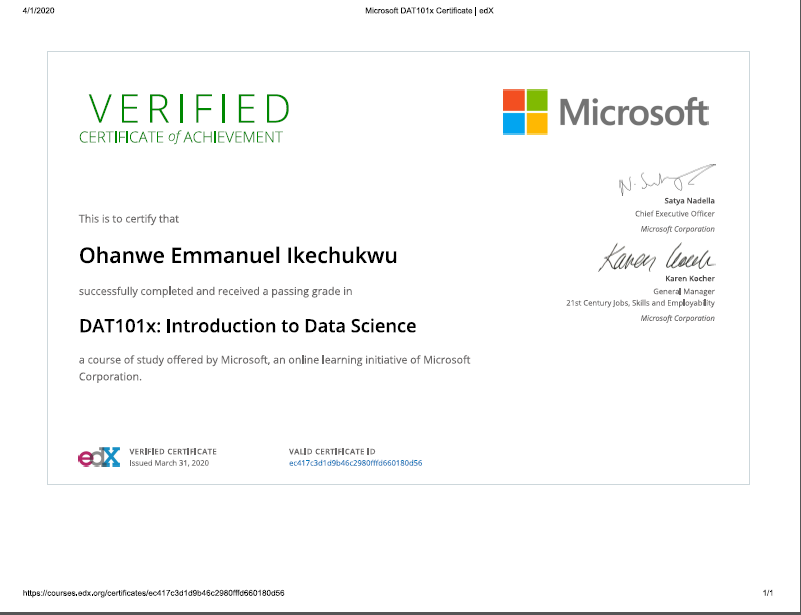 4/1/2020
Microsoft DAT101x Certificate | edX
VERIFIED
CERTIFICATE of ACHIEVEMENT
Microsoft
Satya Nadella
Chief Executive Officer
Microsoft Corporation
This is to certify that
Ohanwe Emmanuel Ikechukwu
Karen Kocher
General Manager
21st Century Jobs, Skills and Employability
Microsoft Corporation
successfully completed and received a passing grade in
DAT101x: Introduction to Data Science
a course of study offered by Microsoft, an online learning initiative of Microsoft
Corporation.
edX
VERIFIED CERTIFICATE
Issued March 31, 2020
VALID CERTIFICATE ID
ec417c3d1d9b46c2980fffd660180d56
https://courses.edx.org/certificates/ec417c3d1d9b46c2980fffd660180d56
1/1